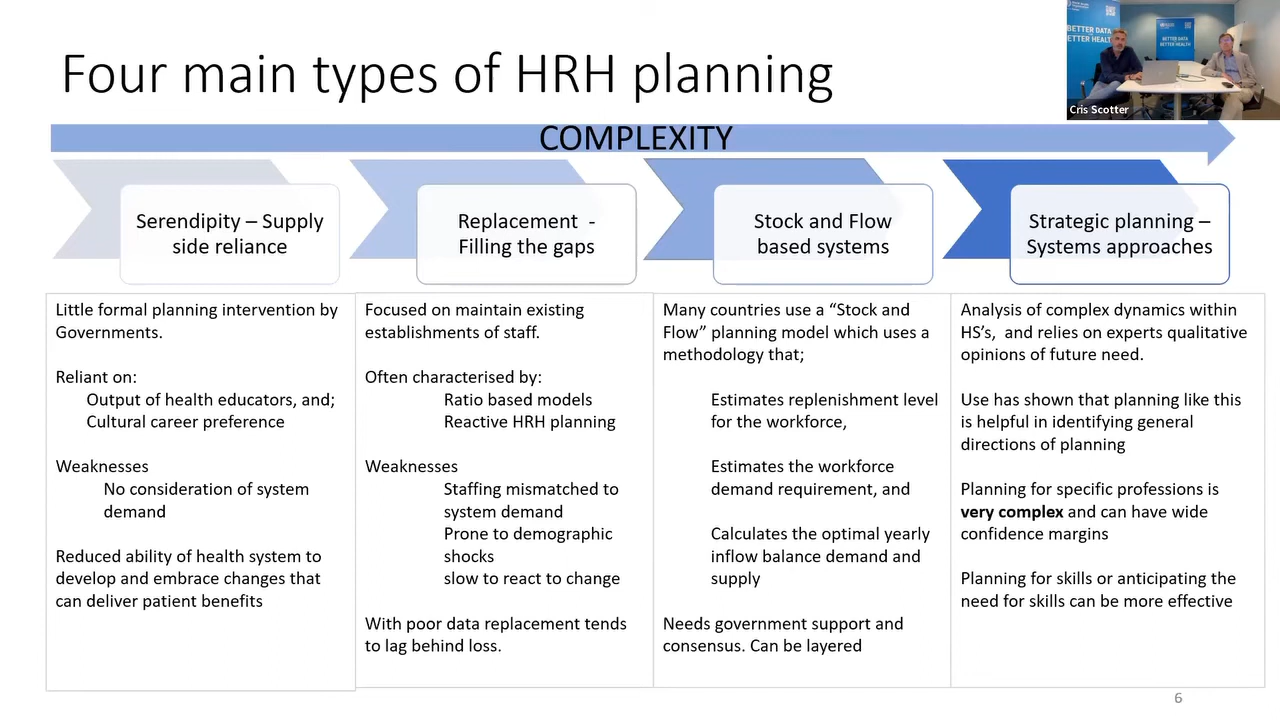 Four main types of HRH planning
BETTER DATA
BETTER HEALTH
BETTER DATA
BETTER HEALTH
Cris Scotter
COMPLEXITY
Serendipity – Supply
side reliance
Little formal planning intervention by
Governments.
Reliant on:
Output of health educators, and;
Cultural career preference
Weaknesses
No consideration of system
demand
Reduced ability of health system to
develop and embrace changes that
can deliver patient benefits
Replacement -
Filling the gaps
Focused on maintain existing
establishments of staff.
Often characterised by:
Ratio based models
Reactive HRH planning
Weaknesses
Staffing mismatched to
system demand
Prone to demographic
shocks
slow to react to change
With poor data replacement tends
to lag behind loss.
Stock and Flow
based systems
Many countries use a “Stock and
Flow” planning model which uses a
methodology that;
Estimates replenishment level
for the workforce,
Estimates the workforce
demand requirement, and
Calculates the optimal yearly
inflow balance demand and
supply
Needs government support and
consensus. Can be layered
Strategic planning –
Systems approaches
Analysis of complex dynamics within
HS’s, and relies on experts qualitative
opinions of future need.
Use has shown that planning like this
is helpful in identifying general
directions of planning
Planning for specific professions is
very complex and can have wide
confidence margins
Planning for skills or anticipating the
need for skills can be more effective
6